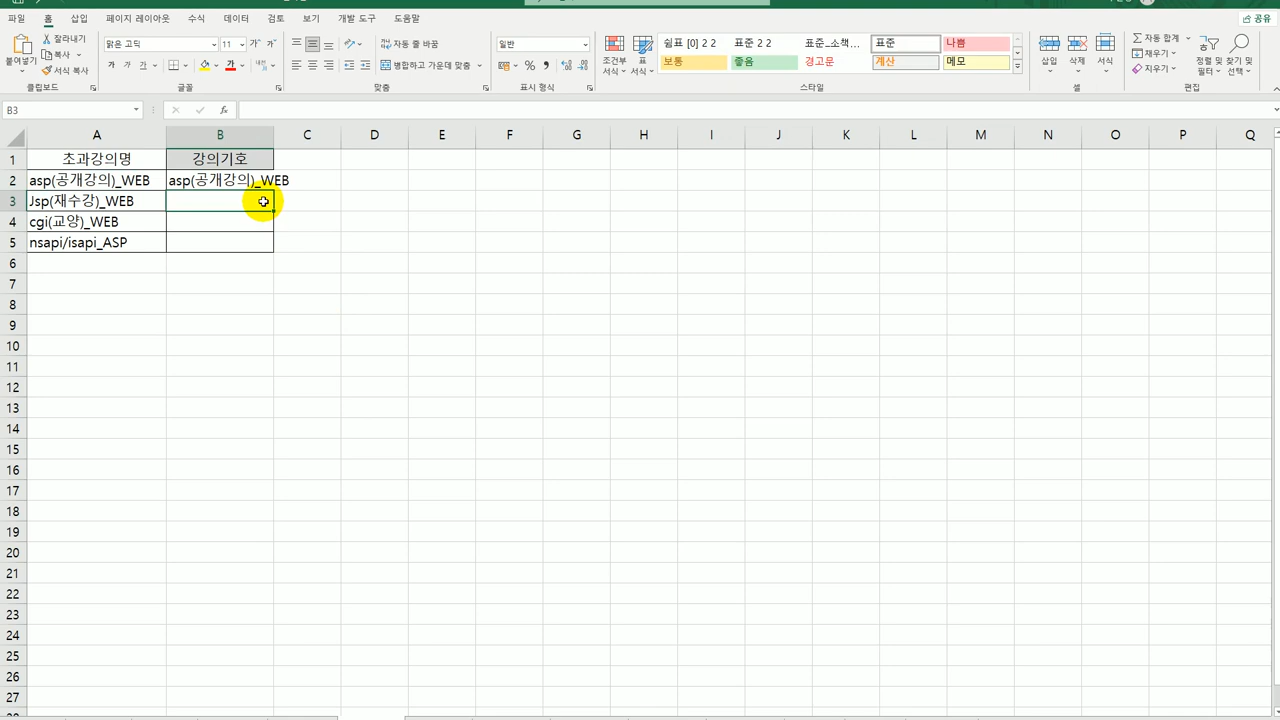 파일 홈 삽입 페이지 레이아웃 수식 데이터 검토 보기 개발 도구 도움말 공유
붙여넣기 잘라내기 복사 서식 복사
맑은 고딕 11 가 가
가 가 가 가
자동 줄 바꿈
병합하고 가운데 맞춤
일반
조건부 서식 표 서식
쉼표 [0] 2 2 표준 2 2 표준_소책... 표준 나쁨
보통 좋음 경고문 계산 메모
삽입 삭제 서식
자동 합계 채우기 지우기
정렬 및 필터 찾기 및 선택
클립보드 글꼴 맞춤 표시 형식 스타일 셀 편집
B3 fx
A B C D E F G H I J K L M N O P Q
1 초과강의명 강의기호
2 asp(공개강의)_WEB asp(공개강의)_WEB
3 Jsp(재수강)_WEB
4 cgi(교양)_WEB
5 nsapi/isapi_ASP
6
7
8
9
10
11
12
13
14
15
16
17
18
19
20
21
22
23
24
25
26
27